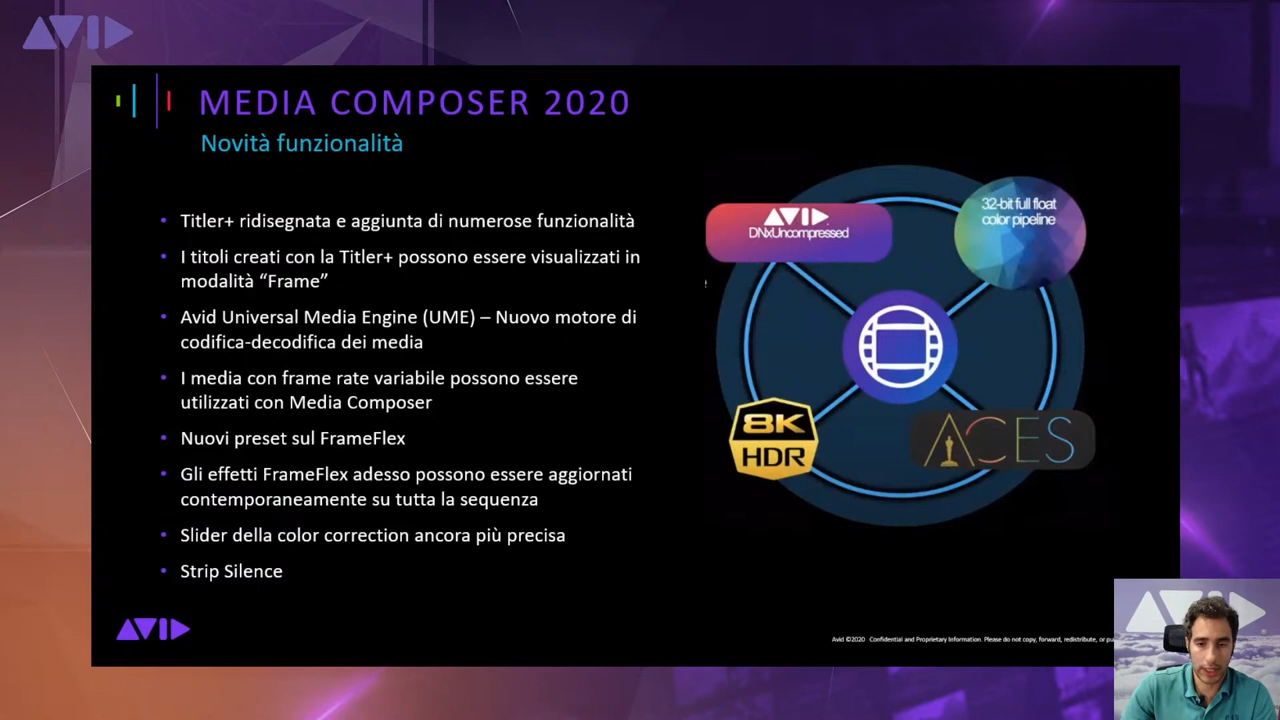 AVID
MEDIA COMPOSER 2020
Novità funzionalità
• Titler+ ridisegnata e aggiunta di numerose funzionalità
• I titoli creati con la Titler+ possono essere visualizzati in
modalità “Frame”
• Avid Universal Media Engine (UME) – Nuovo motore di
codifica-decodifica dei media
• I media con frame rate variabile possono essere
utilizzati con Media Composer
• Nuovi preset sul FrameFlex
• Gli effetti FrameFlex adesso possono essere aggiornati
contemporaneamente su tutta la sequenza
• Slider della color correction ancora più precisa
• Strip Silence
AVID
DNxUncompressed
32-bit full float
color pipeline
8K
HDR
ACES
AVID
Avid ©2020 Confidential and Proprietary Information. Please do not copy, forward, redistribute, or
AVID